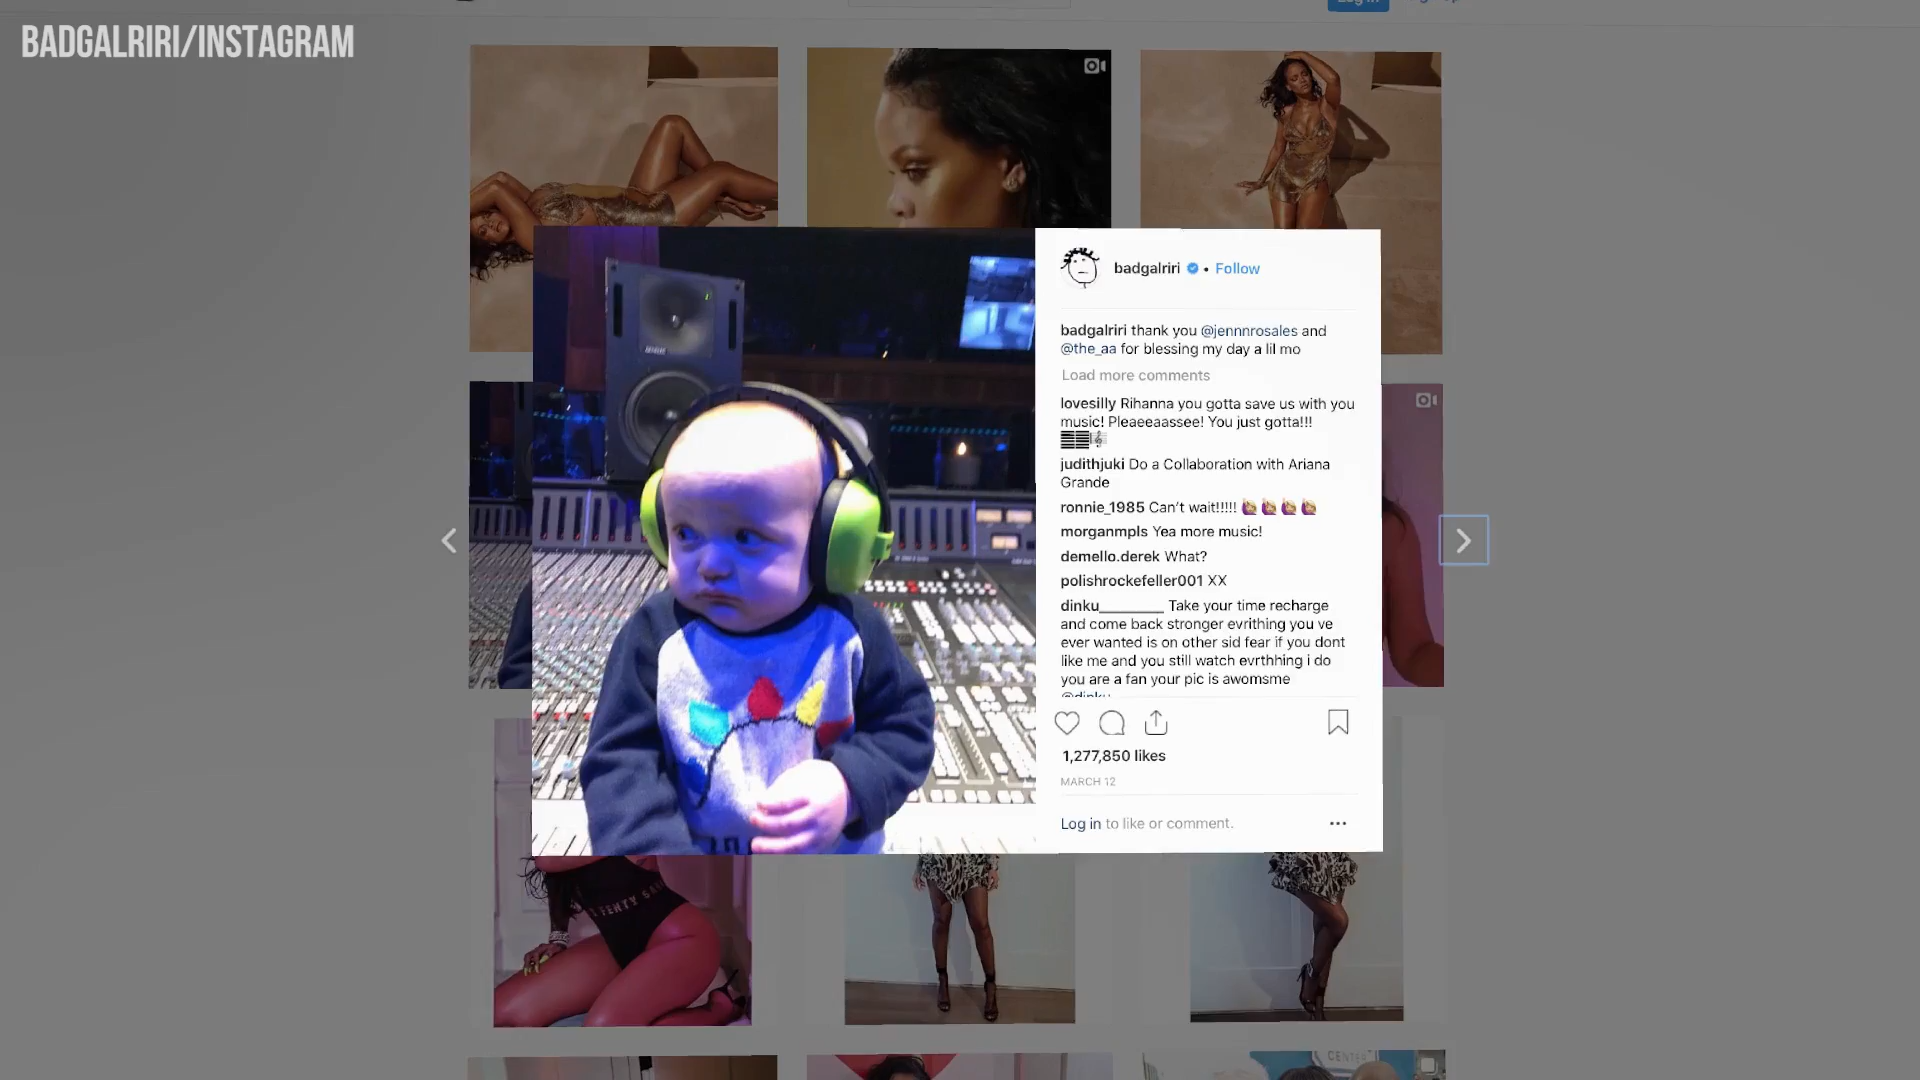 BADGALRIRI/INSTAGRAM
badgalriri • Follow
badgalriri thank you @jennnrosales and
@the_aa for blessing my day a lil mo
Load more comments
lovesilly Rihanna you gotta save us with you
music! Pleaeeaassee! You just gotta!!!
judithjuki Do a Collaboration with Ariana
Grande
ronnie_1985 Can't wait!!!!!
morganmpls Yea more music!
demello.derek What?
polishrockefeller001 XX
dinku________ Take your time recharge
and come back stronger evrithing you ve
ever wanted is on other sid fear if you dont
like me and you still watch evrthhing i do
you are a fan your pic is awomsme
@dinku
1,277,850 likes
MARCH 12
Log in to like or comment.
FENTY
CENTER